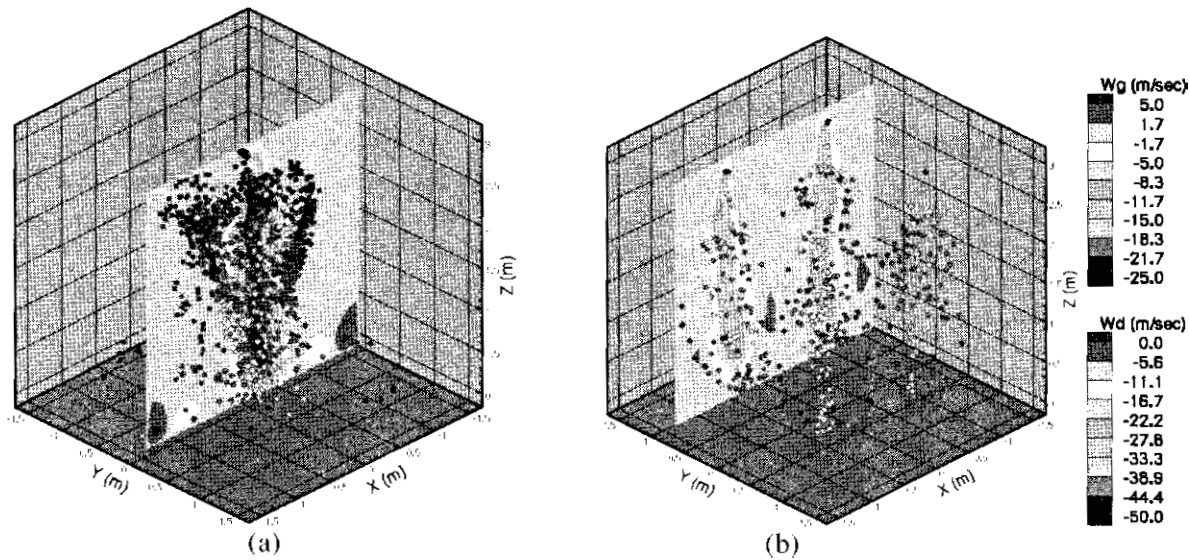 Wg (m/sec)
5.0
1.7
-1.7
-5.0
-8.3
-11.7
-15.0
-18.3
-21.7
-25.0
Wd (m/sec)
0.0
-5.6
-11.1
-16.7
-22.2
-27.8
-33.3
-38.9
-44.4
-50.0
Z (m)
Y (m)
X (m)
(a)
Z (m)
Y (m)
X (m)
(b)